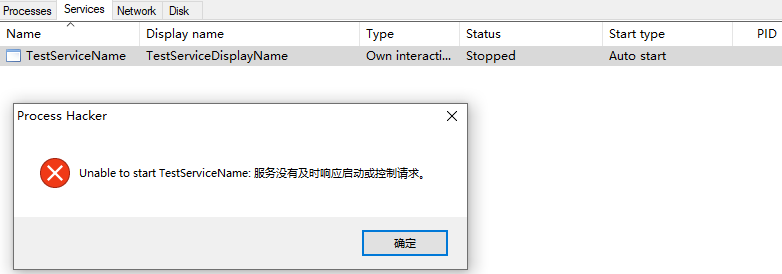 Processes Services Network Disk
Name Display name Type Status Start type PID
TestServiceName TestServiceDisplayName Own interacti... Stopped Auto start
Process Hacker
Unable to start TestServiceName: 服务没有及时响应启动或控制请求。
确定